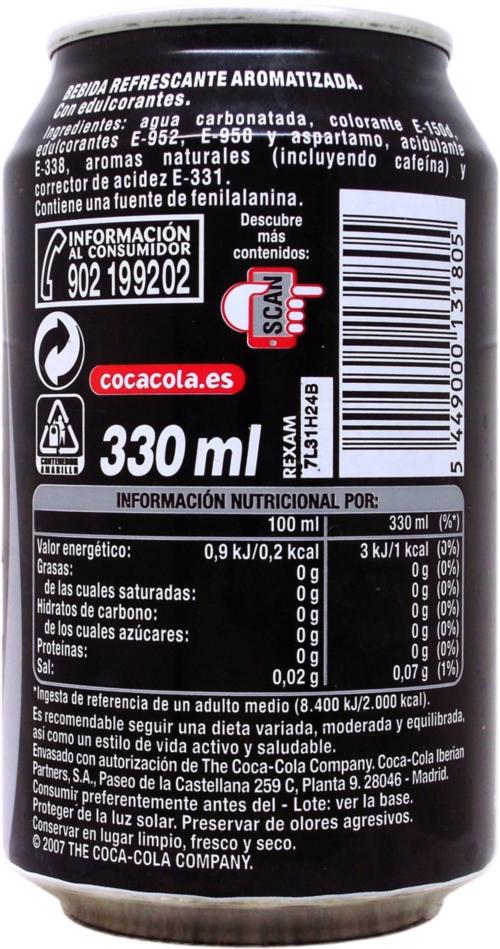 BEBIDA REFRESCANTE AROMATIZADA.
Con edulcorantes.
Ingredientes: agua carbonatada, colorante E-150d,
edulcorantes E-952, E-950 y aspartamo, acidulante
E-338, aromas naturales (incluyendo cafeína) y
corrector de acidez E-331.
Contiene una fuente de fenilalanina.
INFORMACIÓN
AL CONSUMIDOR
902 199202
Descubre
más
contenidos:
SCAN
cocacola.es
CONTENEDOR
AMARILLO
330 ml
REXAM
7L31H24B
5 449000 131805
INFORMACIÓN NUTRICIONAL POR:
100 ml 330 ml (%*)
Valor energético: 0,9 kJ/0,2 kcal 3 kJ/1 kcal (0%)
Grasas: 0 g 0 g (0%)
de las cuales saturadas: 0 g 0 g (0%)
Hidratos de carbono: 0 g 0 g (0%)
de los cuales azúcares: 0 g 0 g (0%)
Proteínas: 0 g 0 g (0%)
Sal: 0,02 g 0,07 g (1%)
*Ingesta de referencia de un adulto medio (8.400 kJ/2.000 kcal).
Es recomendable seguir una dieta variada, moderada y equilibrada,
así como un estilo de vida activo y saludable.
Envasado con autorización de The Coca-Cola Company. Coca-Cola Iberian
Partners, S.A., Paseo de la Castellana 259 C, Planta 9. 28046 - Madrid.
Consumir preferentemente antes del - Lote: ver la base.
Proteger de la luz solar. Preservar de olores agresivos.
Conservar en lugar limpio, fresco y seco.
© 2007 THE COCA-COLA COMPANY.